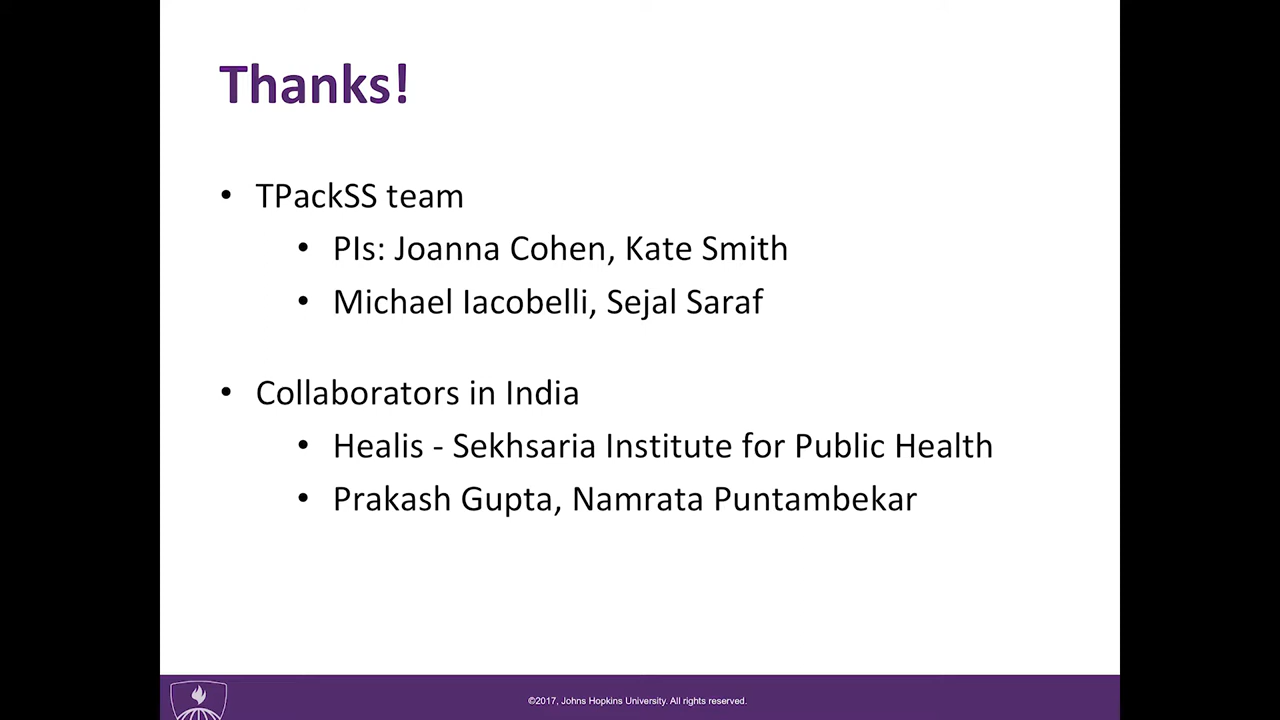 Thanks!
• TPackSS team
• PIs: Joanna Cohen, Kate Smith
• Michael Iacobelli, Sejal Saraf
• Collaborators in India
• Healis - Sekhsaria Institute for Public Health
• Prakash Gupta, Namrata Puntambekar
©2017, Johns Hopkins University. All rights reserved.